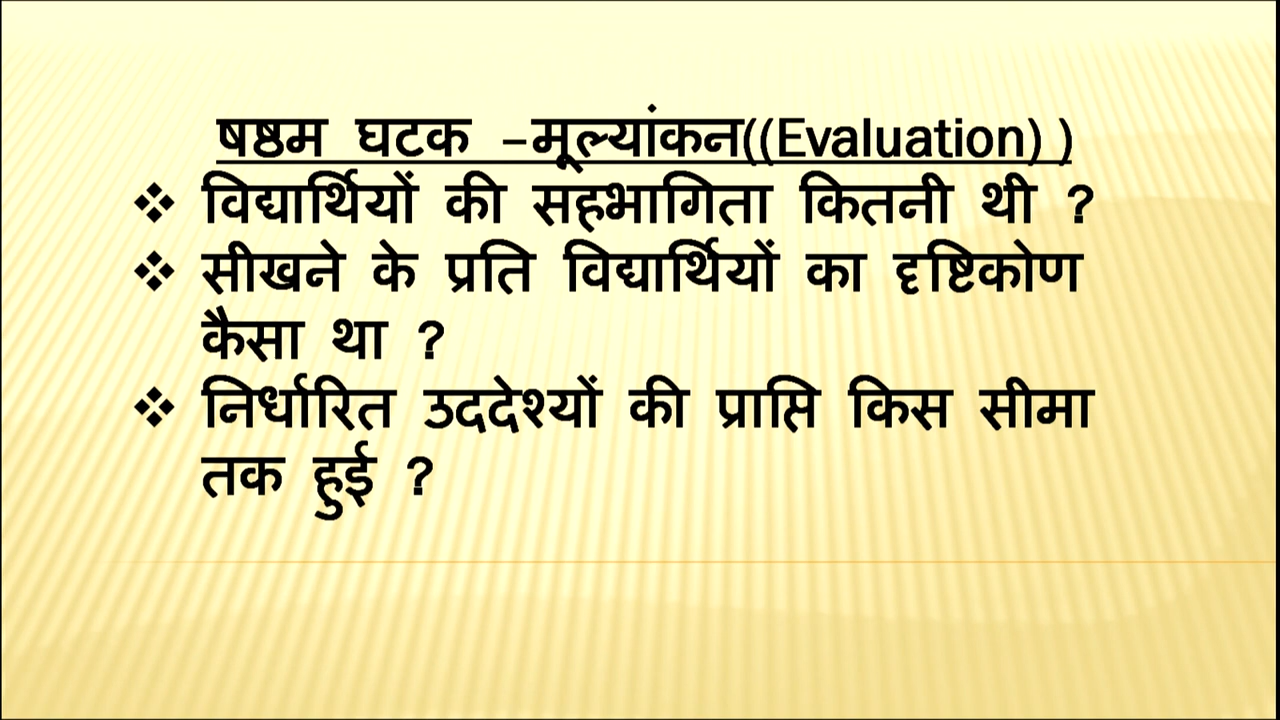 षष्ठम घटक –मूल्यांकन((Evaluation) )
❖ विद्यार्थियों की सहभागिता कितनी थी ?
❖ सीखने के प्रति विद्यार्थियों का दृष्टिकोण
कैसा था ?
❖ निर्धारित उददेश्यों की प्राप्ति किस सीमा
तक हुई ?